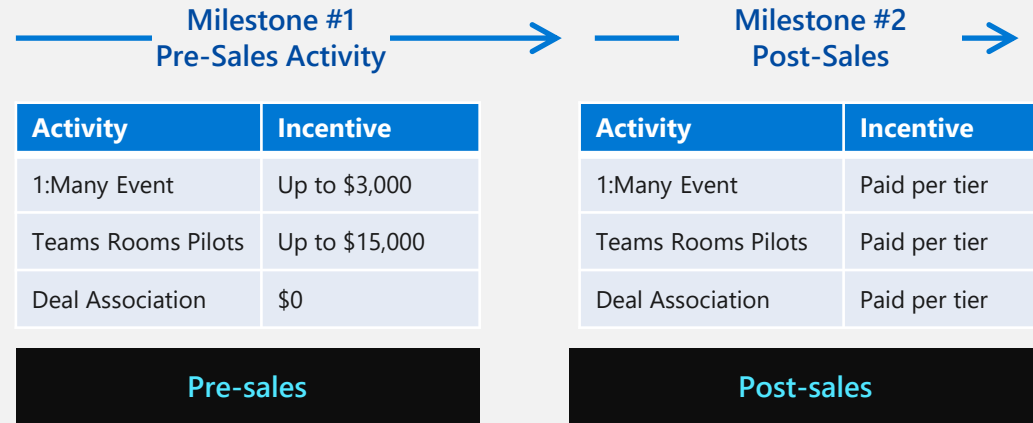 Milestone #1
Pre-Sales Activity
Activity Incentive
1:Many Event Up to $3,000
Teams Rooms Pilots Up to $15,000
Deal Association $0
Pre-sales
Milestone #2
Post-Sales
Activity Incentive
1:Many Event Paid per tier
Teams Rooms Pilots Paid per tier
Deal Association Paid per tier
Post-sales